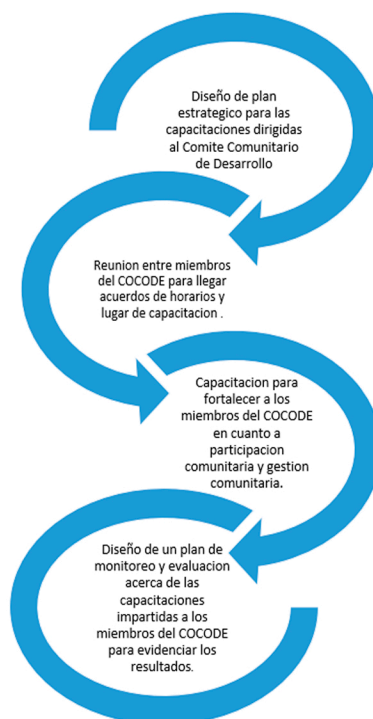 Diseño de plan
estrategico para las
capacitaciones dirigidas
al Comite Comunitario
de Desarrollo
Reunion entre miembros
del COCODE para llegar
acuerdos de horarios y
lugar de capacitacion .
Capacitacion para
fortalecer a los
miembros del COCODE
en cuanto a
participacion
comunitaria y gestion
comunitaria.
Diseño de un plan de
monitoreo y evaluacion
acerca de las
capacitaciones
impartidas a los
miembros del COCODE
para evidenciar los
resultados.